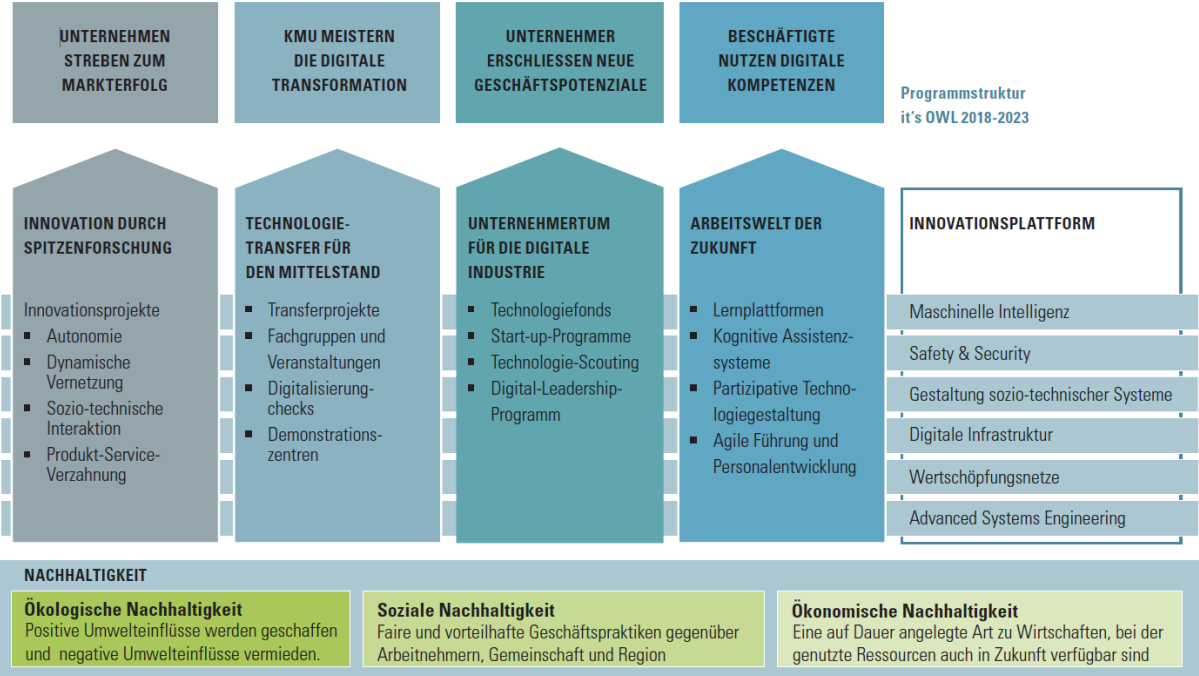 UNTERNEHMEN
STREBEN ZUM
MARKTERFOLG
KMU MEISTERN
DIE DIGITALE
TRANSFORMATION
UNTERNEHMER
ERSCHLIESSEN NEUE
GESCHÄFTSPOTENZIALE
BESCHÄFTIGTE
NUTZEN DIGITALE
KOMPETENZEN
Programmstruktur
it's OWL 2018-2023
INNOVATION DURCH
SPITZENFORSCHUNG
Innovationsprojekte
▪ Autonomie
▪ Dynamische
Vernetzung
▪ Sozio-technische
Interaktion
▪ Produkt-Service-
Verzahnung
TECHNOLOGIE-
TRANSFER FÜR
DEN MITTELSTAND
▪ Transferprojekte
▪ Fachgruppen und
Veranstaltungen
▪ Digitalisierung-
checks
▪ Demonstrations-
zentren
UNTERNEHMERTUM
FÜR DIE DIGITALE
INDUSTRIE
▪ Technologiefonds
▪ Start-up-Programme
▪ Technologie-Scouting
▪ Digital-Leadership-
Programm
ARBEITSWELT DER
ZUKUNFT
▪ Lernplattformen
▪ Kognitive Assistenz-
systeme
▪ Partizipative Techno-
logiegestaltung
▪ Agile Führung und
Personalentwicklung
INNOVATIONSPLATTFORM
Maschinelle Intelligenz
Safety & Security
Gestaltung sozio-technischer Systeme
Digitale Infrastruktur
Wertschöpfungsnetze
Advanced Systems Engineering
NACHHALTIGKEIT
Ökologische Nachhaltigkeit
Positive Umwelteinflüsse werden geschaffen
und negative Umwelteinflüsse vermieden.
Soziale Nachhaltigkeit
Faire und vorteilhafte Geschäftspraktiken gegenüber
Arbeitnehmern, Gemeinschaft und Region
Ökonomische Nachhaltigkeit
Eine auf Dauer angelegte Art zu Wirtschaften, bei der
genutzte Ressourcen auch in Zukunft verfügbar sind